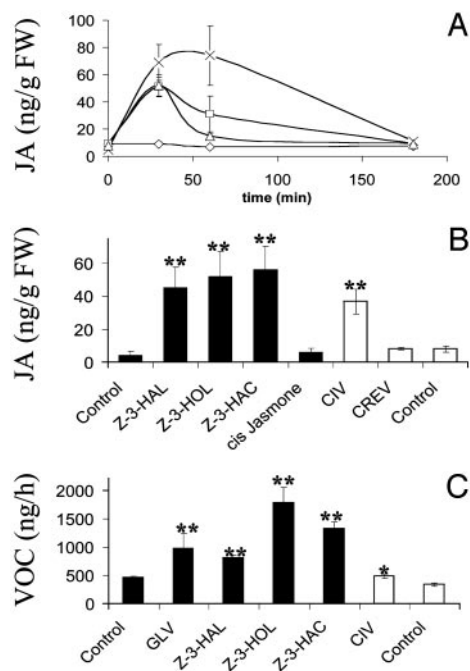 A
JA (ng/g FW)
100
80
60
40
20
0
0 50 100 150 200
time (min)
B
JA (ng/g FW)
60
40
20
0
** ** ** **
Control Z-3-HAL Z-3-HOL Z-3-HAC cis Jasmone CIV CREV Control
C
VOC (ng/h)
2000
1500
1000
500
0
** ** ** ** *
Control GLV Z-3-HAL Z-3-HOL Z-3-HAC CIV Control